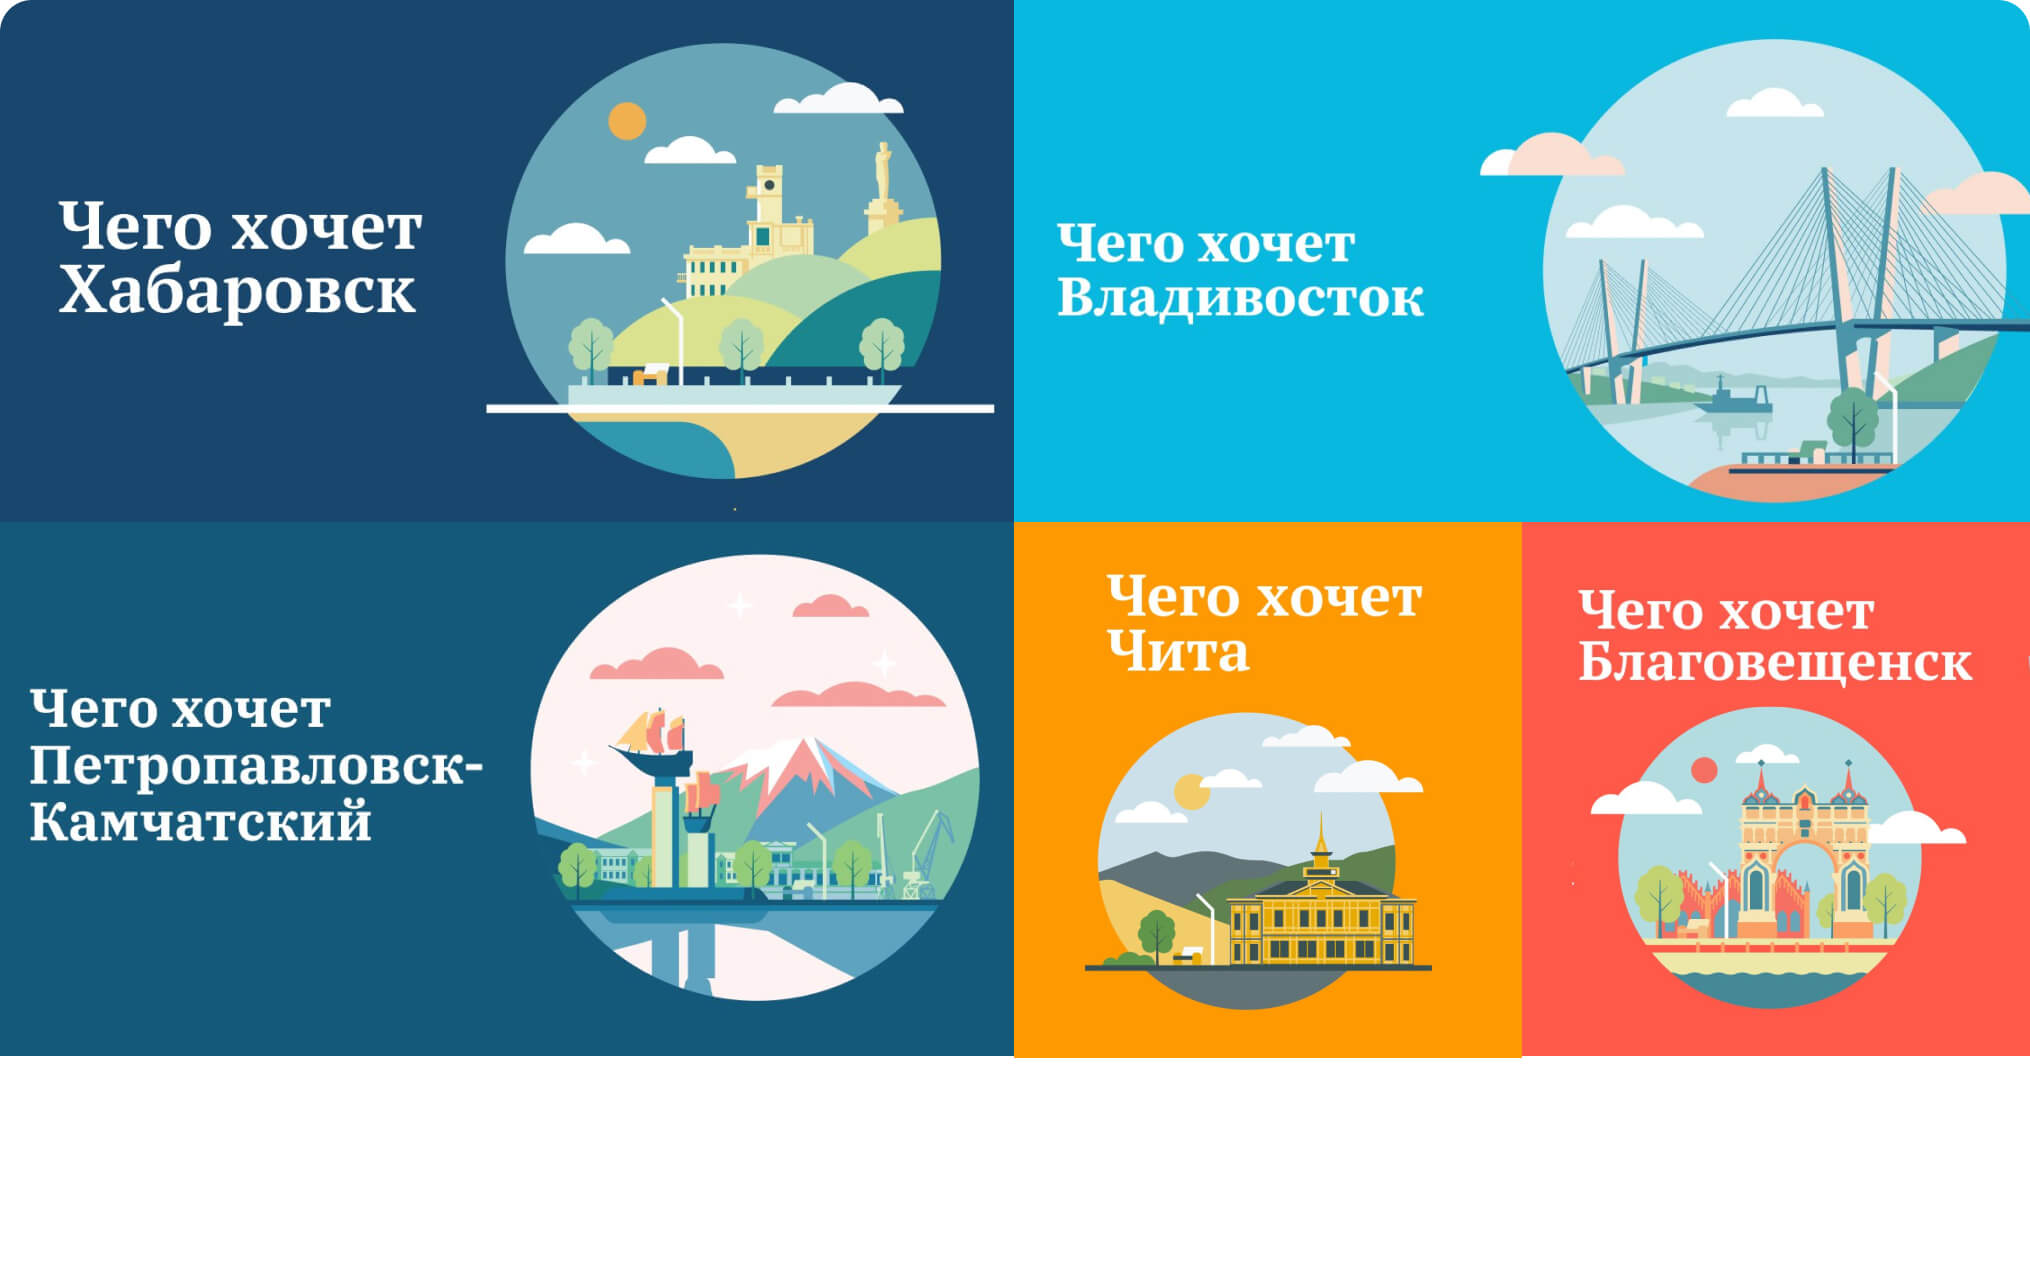 Чего хочет
Хабаровск
Чего хочет
Владивосток
Чего хочет
Петропавловск-
Камчатский
Чего хочет
Чита
Чего хочет
Благовещенск